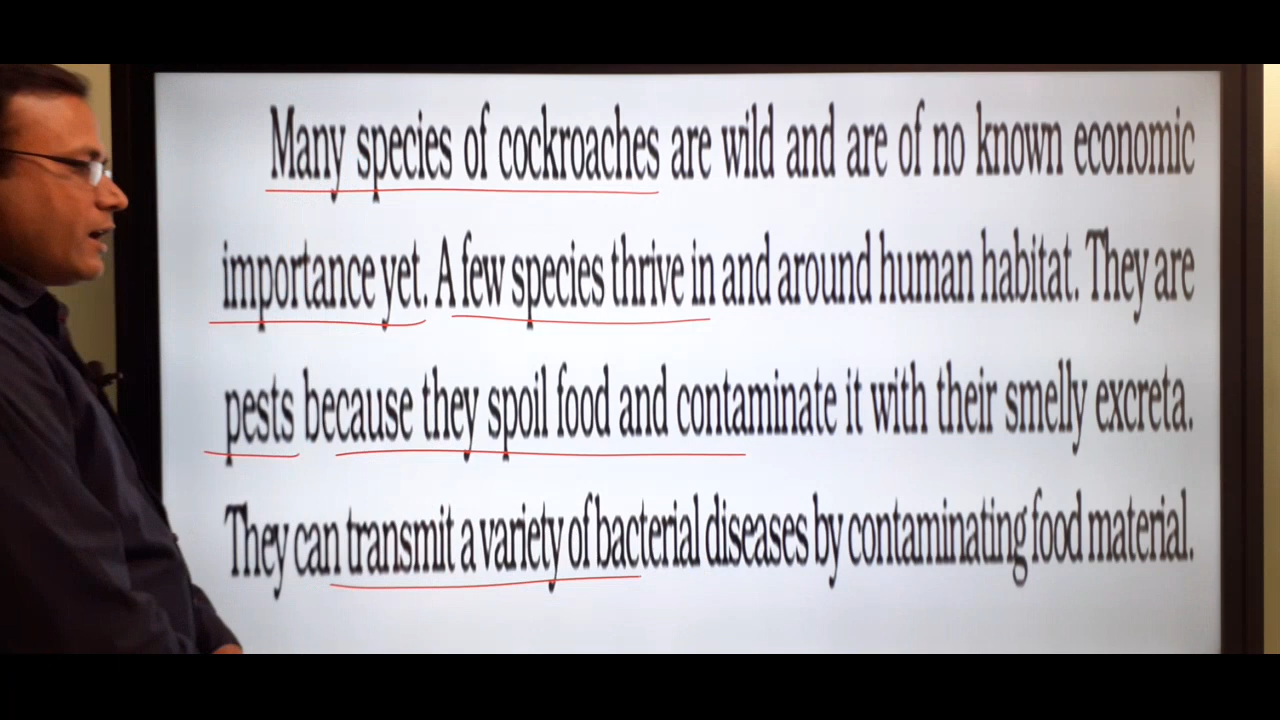 Many species of cockroaches are wild and are of no known economic
importance yet. A few species thrive in and around human habitat. They are
pests because they spoil food and contaminate it with their smelly excreta.
They can transmit a variety of bacterial diseases by contaminating food material.